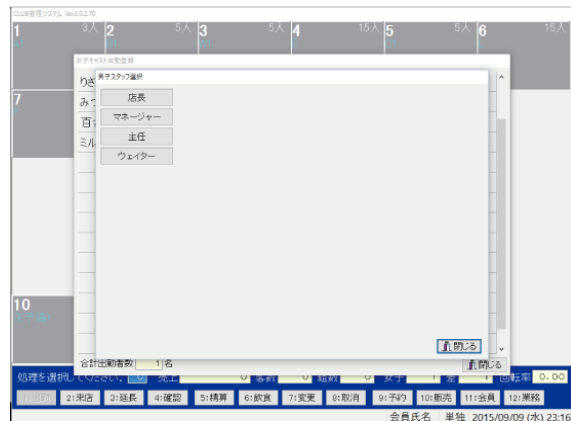 CLUB管理システム Ver3.0.2.70
1 3人 2 5人 3 5人 4 15人 5 5人 6 15人
女子キャスト出勤登録
男子スタッフ選択
りさ
み
百
ミル
7
店長
マネージャー
主任
ウェイター
10
閉じる
合計出勤者数 1 名
閉じる
処理を選択してください。 0 売上 0 客数 0 組数 0 女子 1 差 1 回転率 0.00
2:来店 3:延長 4:確認 5:精算 6:飲食 7:変更 8:取消 9:予約 10:販売 11:会員 12:業務
会員氏名 単独 2015/09/09 (水) 23:16